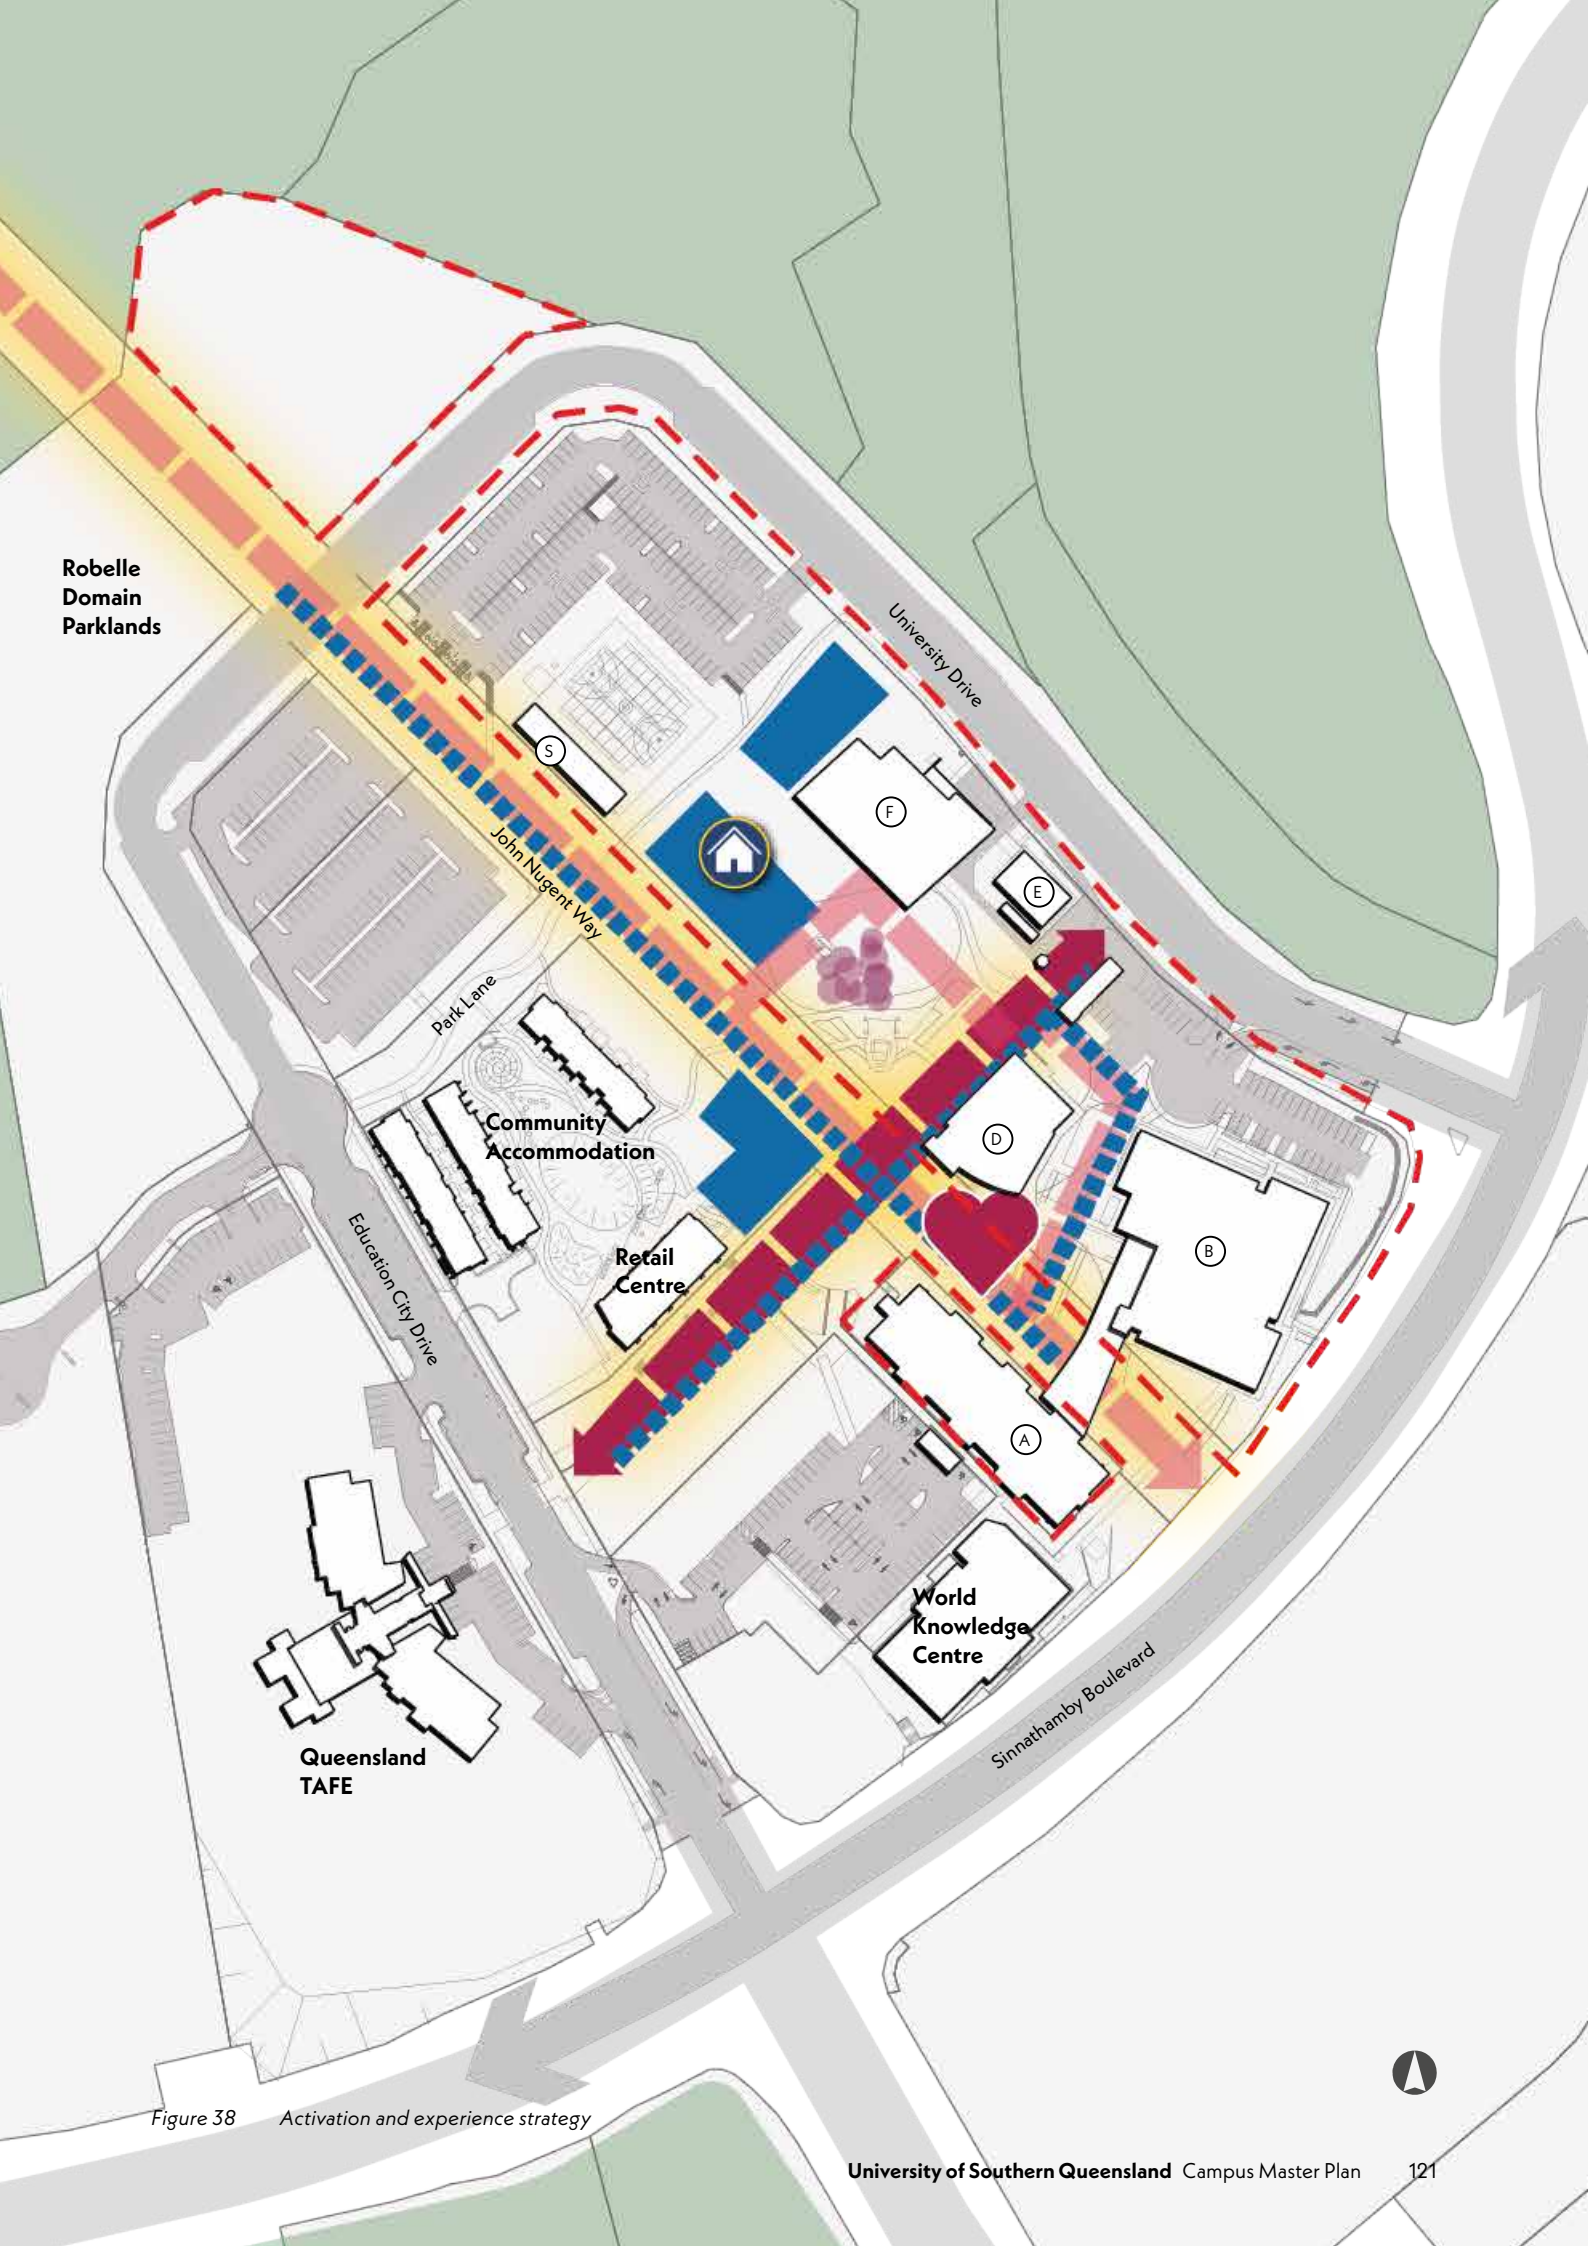 Robelle
Domain
Parklands
University Drive
S
F
John Nugent Way
E
Park Lane
Community
Accommodation
D
Retail
Centre
B
Education City Drive
A
World
Knowledge
Centre
Sinnathamby Boulevard
Queensland
TAFE
Figure 38 Activation and experience strategy
University of Southern Queensland Campus Master Plan 121